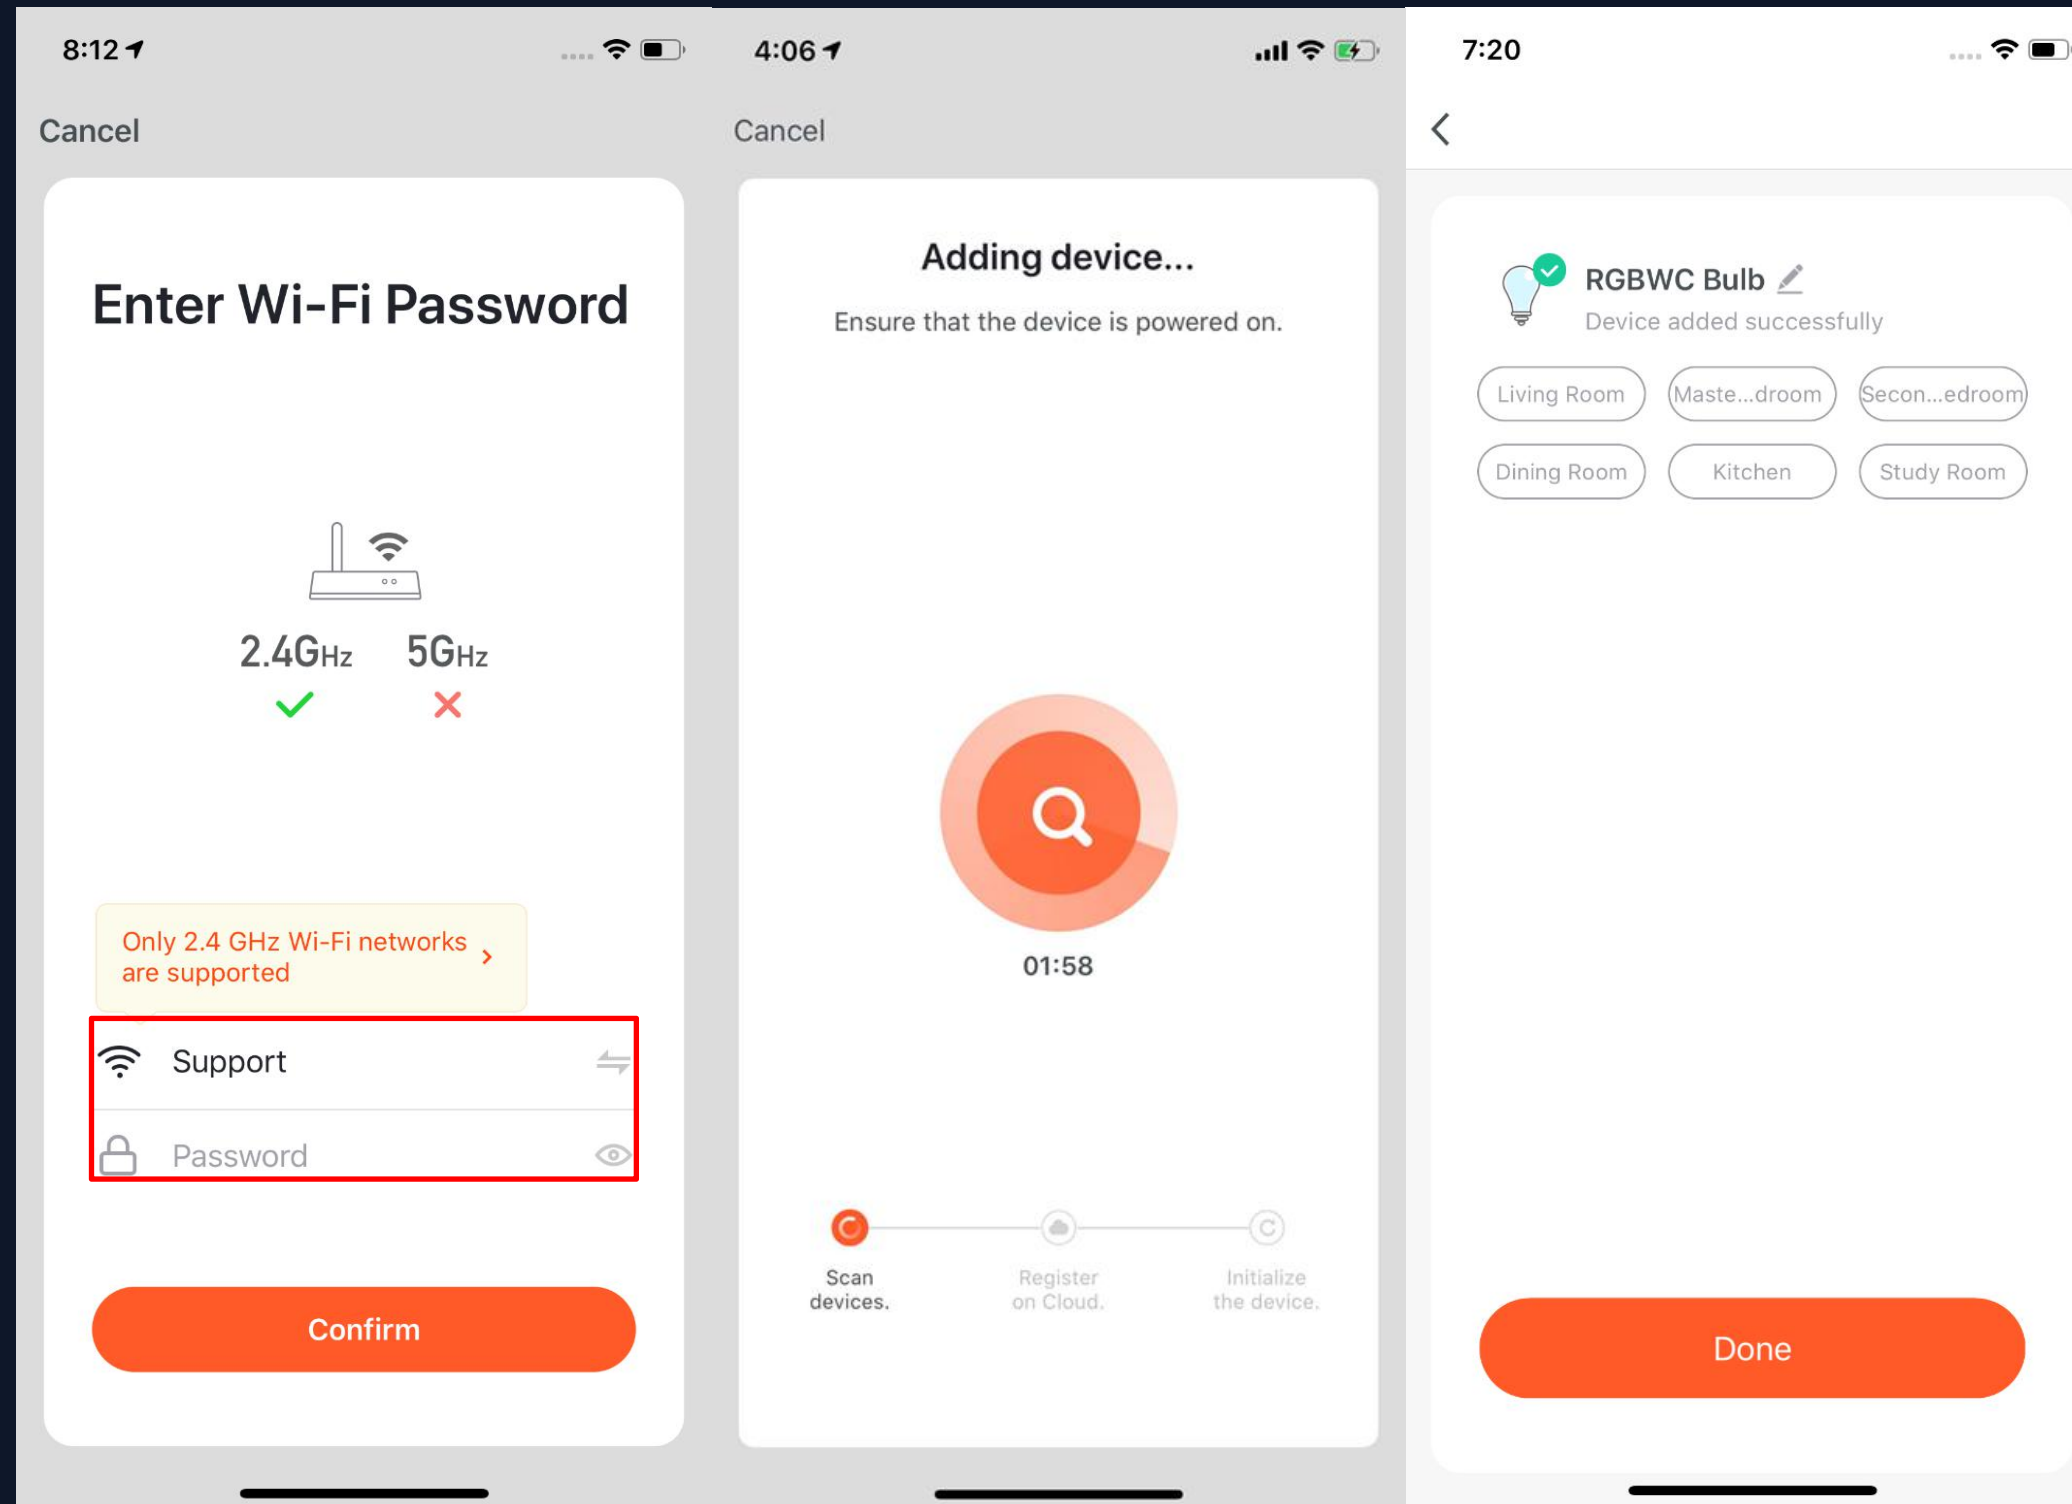 8:12
Cancel
Enter Wi-Fi Password
2.4GHz 5GHz
Only 2.4 GHz Wi-Fi networks
are supported
Support
Password
Confirm
4:06
Cancel
Adding device...
Ensure that the device is powered on.
01:58
Scan
devices.
Register
on Cloud.
Initialize
the device.
7:20
RGBWC Bulb
Device added successfully
Living Room Maste...droom Secon...edroom
Dining Room Kitchen Study Room
Done